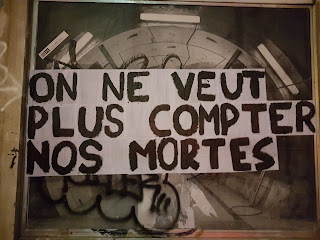 ON NE VEUT
PLUS COMPTER
NOS MORTES